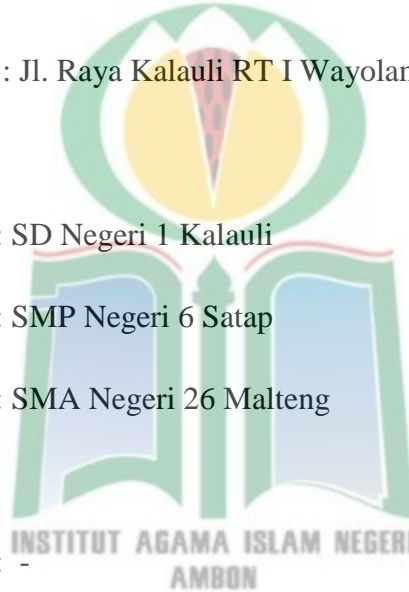 : Jl. Raya Kalauli RT I Wayolan
: SD Negeri 1 Kalauli
: SMP Negeri 6 Satap
: SMA Negeri 26 Malteng
INSTITUT AGAMA ISLAM NEGERI
: -
AMBON